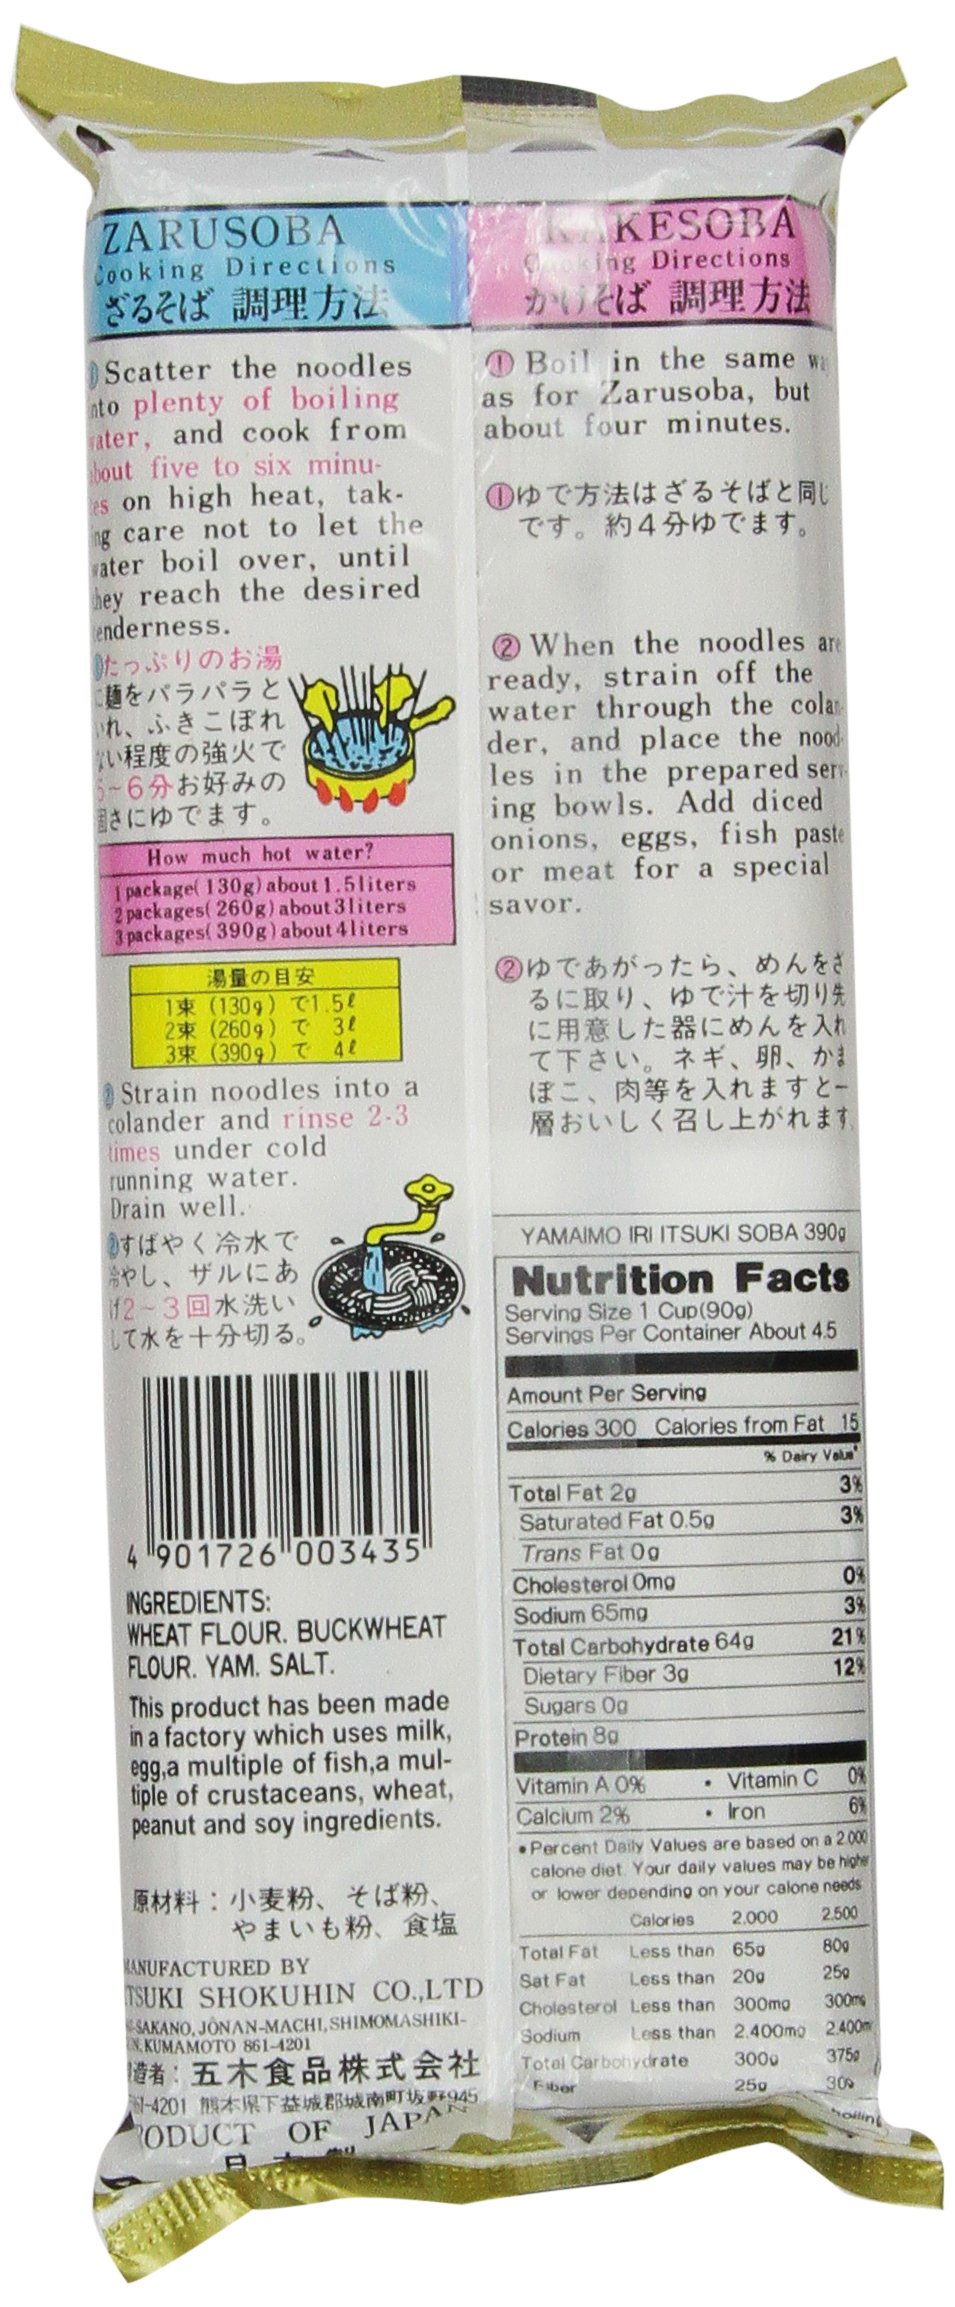 ZARUSOBA
Cooking Directions
ざるそば 調理方法
① Scatter the noodles
into plenty of boiling
water, and cook from
about five to six minu-
tes on high heat, tak-
ing care not to let the
water boil over, until
they reach the desired
tenderness.
①たっぷりのお湯
に麺をパラパラと
いれ、ふきこぼれ
ない程度の強火で
5~6分お好みの
固さにゆでます。
How much hot water?
1 package(130g) about 1.5liters
2 packages(260g) about 3liters
3 packages(390g) about 4liters
湯量の目安
1束 (130g) で1.5ℓ
2束 (260g) で 3ℓ
3束 (390g) で 4ℓ
② Strain noodles into a
colander and rinse 2-3
times under cold
running water.
Drain well.
②すばやく冷水で
冷やし、ザルにあ
げ2~3回水洗い
して水を十分切る。
4 901726 003435
INGREDIENTS:
WHEAT FLOUR. BUCKWHEAT
FLOUR. YAM. SALT.
This product has been made
in a factory which uses milk,
egg,a multiple of fish,a mul-
tiple of crustaceans, wheat,
peanut and soy ingredients.
原材料：小麦粉、そば粉、
やまいも粉、食塩
MANUFACTURED BY
ITSUKI SHOKUHIN CO.,LTD
SAKANO, JŌNAN-MACHI, SHIMOMASHIKI-
KUMAMOTO 861-4201
製造者：五木食品株式会社
861-4201 熊本県下益城郡城南町坂野945
PRODUCT OF JAPAN
日本製
KAKESOBA
Cooking Directions
かけそば 調理方法
① Boil in the same way
as for Zarusoba, but
about four minutes.
①ゆで方法はざるそばと同じ
です。約4分ゆでます。
② When the noodles are
ready, strain off the
water through the colan-
der, and place the nood-
les in the prepared serv-
ing bowls. Add diced
onions, eggs, fish paste
or meat for a special
savor.
②ゆであがったら、めんをざ
るに取り、ゆで汁を切り先
に用意した器にめんを入れ
て下さい。ネギ、卵、かま
ぼこ、肉等を入れますと一
層おいしく召し上がれます
YAMAIMO IRI ITSUKI SOBA 390g
Nutrition Facts
Serving Size 1 Cup(90g)
Servings Per Container About 4.5
Amount Per Serving
Calories 300 Calories from Fat 15
% Dairy Value*
Total Fat 2g 3%
Saturated Fat 0.5g 3%
Trans Fat 0g
Cholesterol 0mg 0%
Sodium 65mg 3%
Total Carbohydrate 64g 21%
Dietary Fiber 3g 12%
Sugars 0g
Protein 8g
Vitamin A 0% • Vitamin C 0%
Calcium 2% • Iron 6%
• Percent Daily Values are based on a 2.000
calorie diet. Your daily values may be higher
or lower depending on your calorie needs
Calories 2.000 2.500
Total Fat Less than 65g 80g
Sat Fat Less than 20g 25g
Cholesterol Less than 300mg 300mg
Sodium Less than 2.400mg 2.400mg
Total Carbohydrate 300g 375g
Fiber 25g 30g
boiling